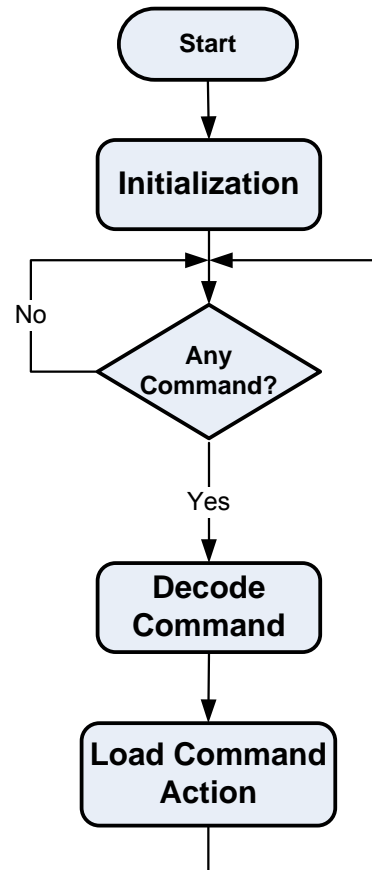 Start
Initialization
No
Any
Command?
Yes
Decode
Command
Load Command
Action